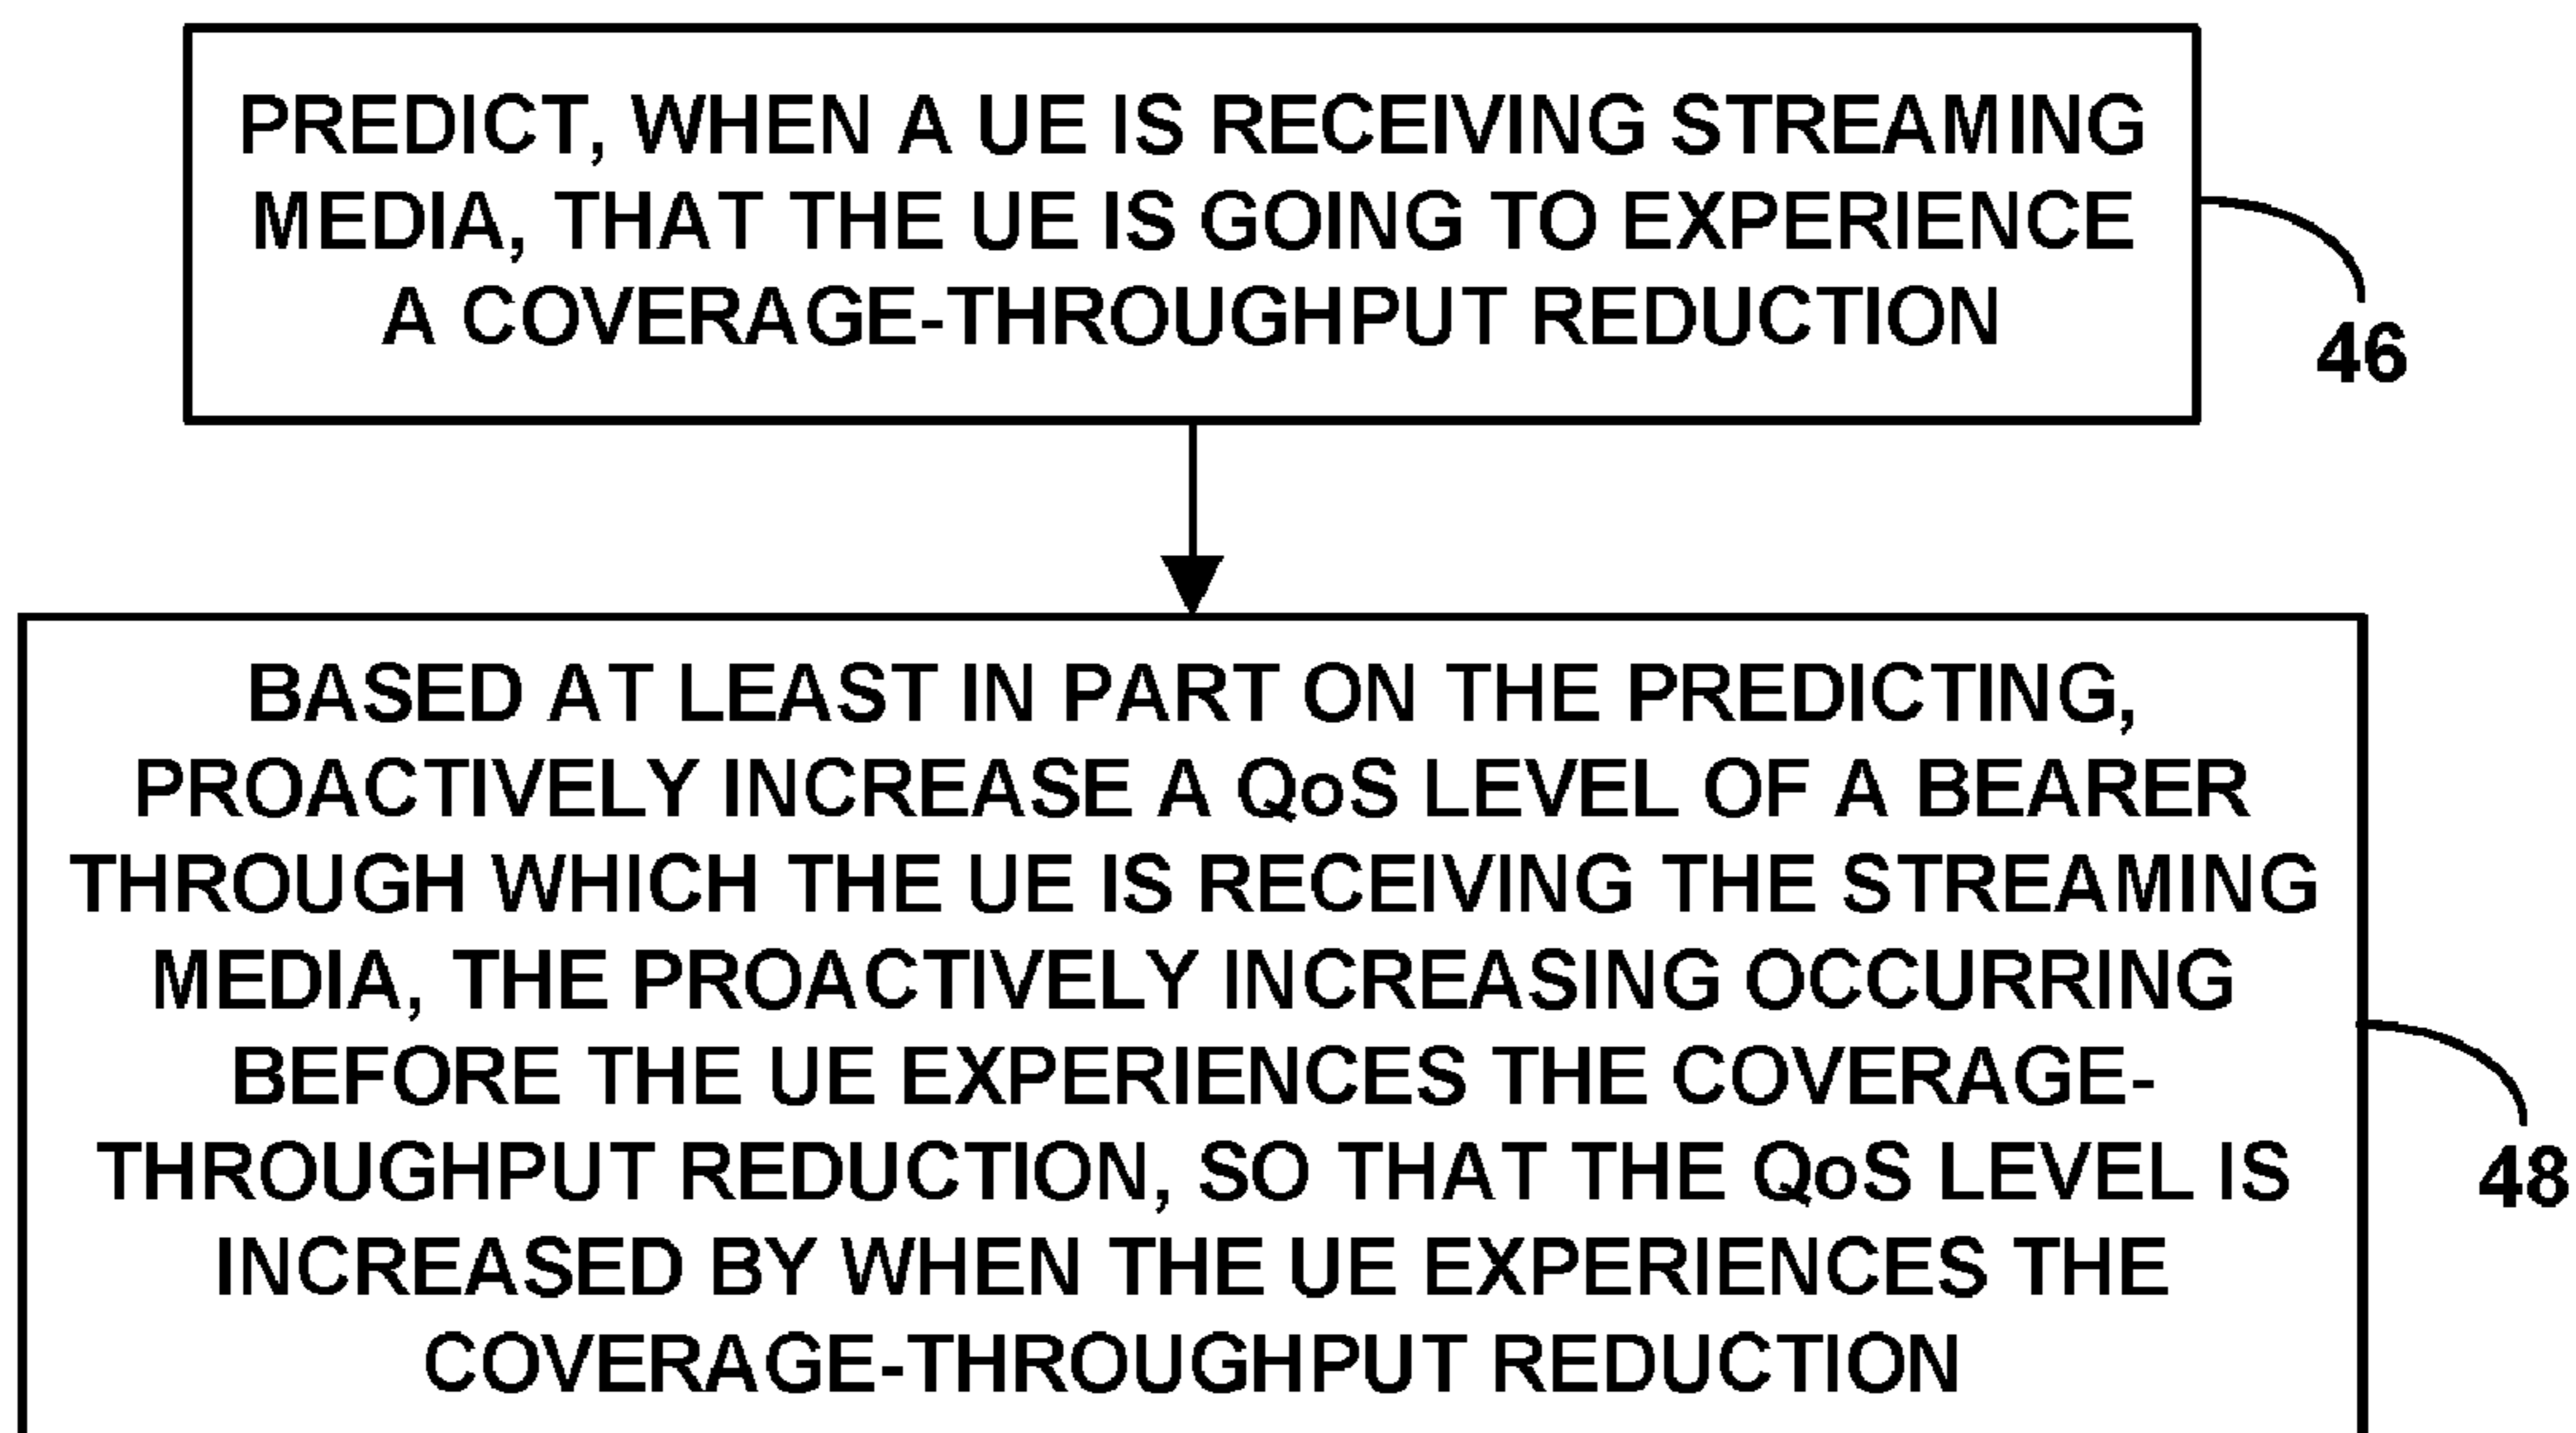 PREDICT, WHEN A UE IS RECEIVING STREAMING
MEDIA, THAT THE UE IS GOING TO EXPERIENCE
A COVERAGE-THROUGHPUT REDUCTION
46
BASED AT LEAST IN PART ON THE PREDICTING,
PROACTIVELY INCREASE A QoS LEVEL OF A BEARER
THROUGH WHICH THE UE IS RECEIVING THE STREAMING
MEDIA, THE PROACTIVELY INCREASING OCCURRING
BEFORE THE UE EXPERIENCES THE COVERAGE-
THROUGHPUT REDUCTION, SO THAT THE QoS LEVEL IS
INCREASED BY WHEN THE UE EXPERIENCES THE
COVERAGE-THROUGHPUT REDUCTION
48